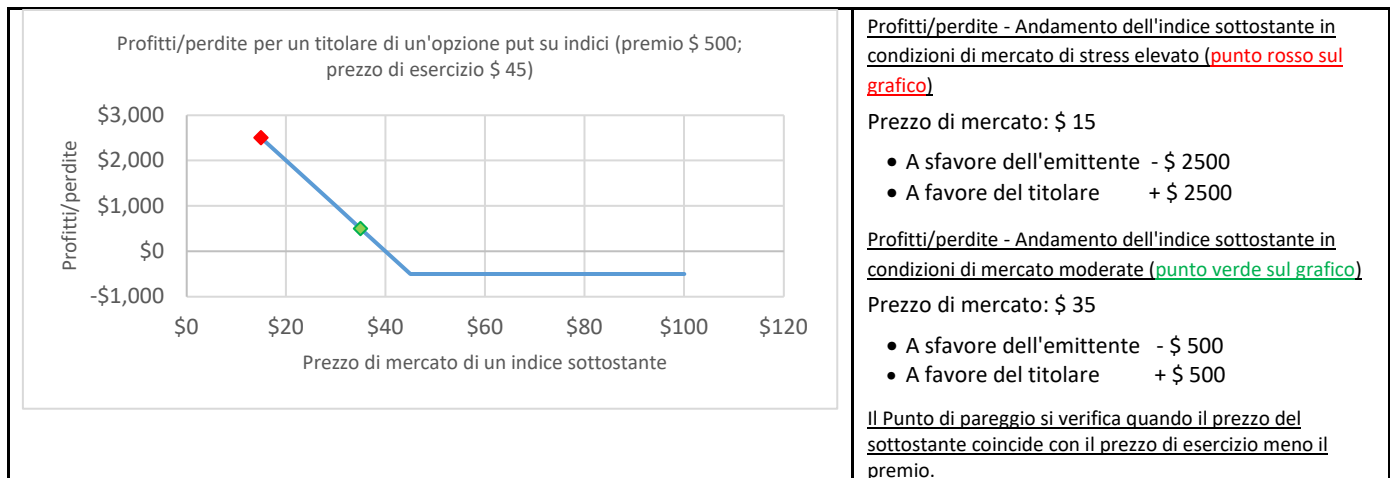 Profitti/perdite per un titolare di un'opzione put su indici (premio $ 500;
prezzo di esercizio $ 45)
Profitti/perdite
$3,000
$2,000
$1,000
$0
-$1,000
$0 $20 $40 $60 $80 $100 $120
Prezzo di mercato di un indice sottostante
Profitti/perdite - Andamento dell'indice sottostante in
condizioni di mercato di stress elevato (punto rosso sul
grafico)
Prezzo di mercato: $ 15
• A sfavore dell'emittente - $ 2500
• A favore del titolare + $ 2500
Profitti/perdite - Andamento dell'indice sottostante in
condizioni di mercato moderate (punto verde sul grafico)
Prezzo di mercato: $ 35
• A sfavore dell'emittente - $ 500
• A favore del titolare + $ 500
Il Punto di pareggio si verifica quando il prezzo del
sottostante coincide con il prezzo di esercizio meno il
premio.